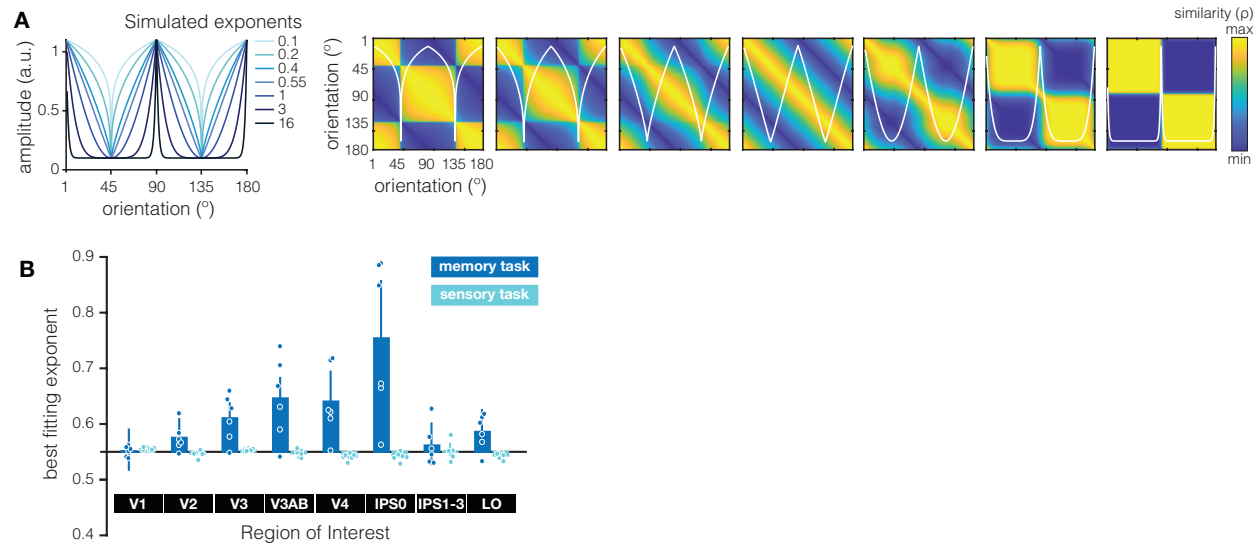 A
Simulated exponents
0.1
0.2
0.4
0.55
1
3
16
amplitude (a.u.)
1
0.5
0
1 45 90 135 180
orientation (°)
orientation (°)
1
45
90
135
180
1 45 90 135 180
orientation (°)
similarity (ρ)
max
min
B
memory task
sensory task
best fitting exponent
0.9
0.8
0.7
0.6
0.5
0.4
V1 V2 V3 V3AB V4 IPS0 IPS1-3 LO
Region of Interest